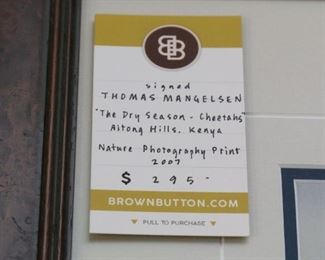 BB
signed
THOMAS MANGELSEN
"The Dry Season - Cheetahs"
Aitong Hills, Kenya
Nature Photography Print
2007
$ 295-
BROWNBUTTON.COM
PULL TO PURCHASE